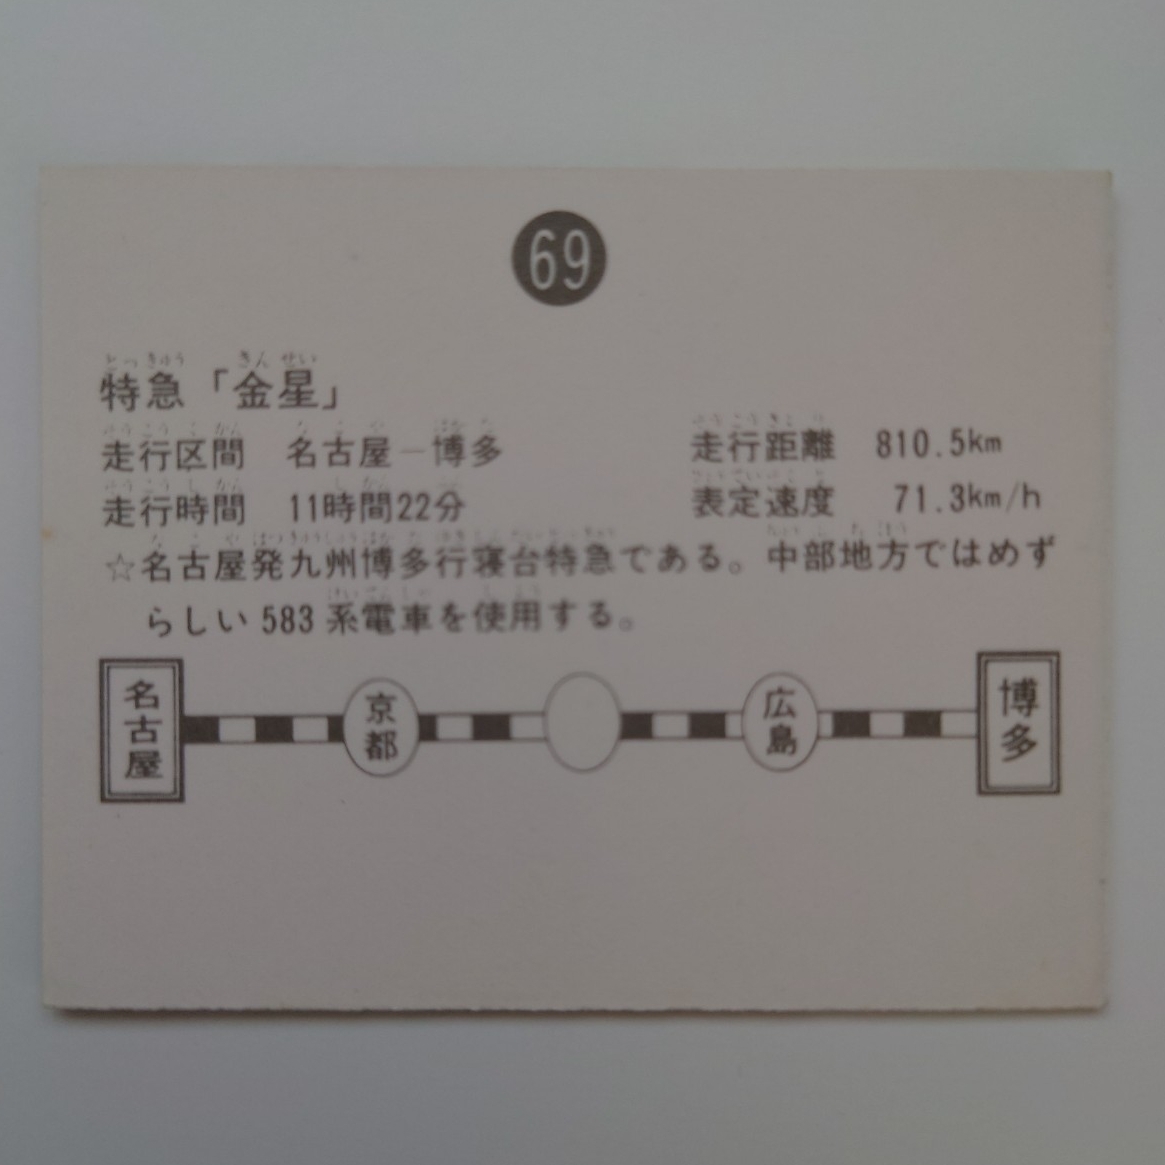 69
特急「金星」
走行区間 名古屋―博多 走行距離 810.5km
走行時間 11時間22分 表定速度 71.3km/h
☆名古屋発九州博多行寝台特急である。中部地方ではめず
らしい583系電車を使用する。
名古屋 京都 広島 博多